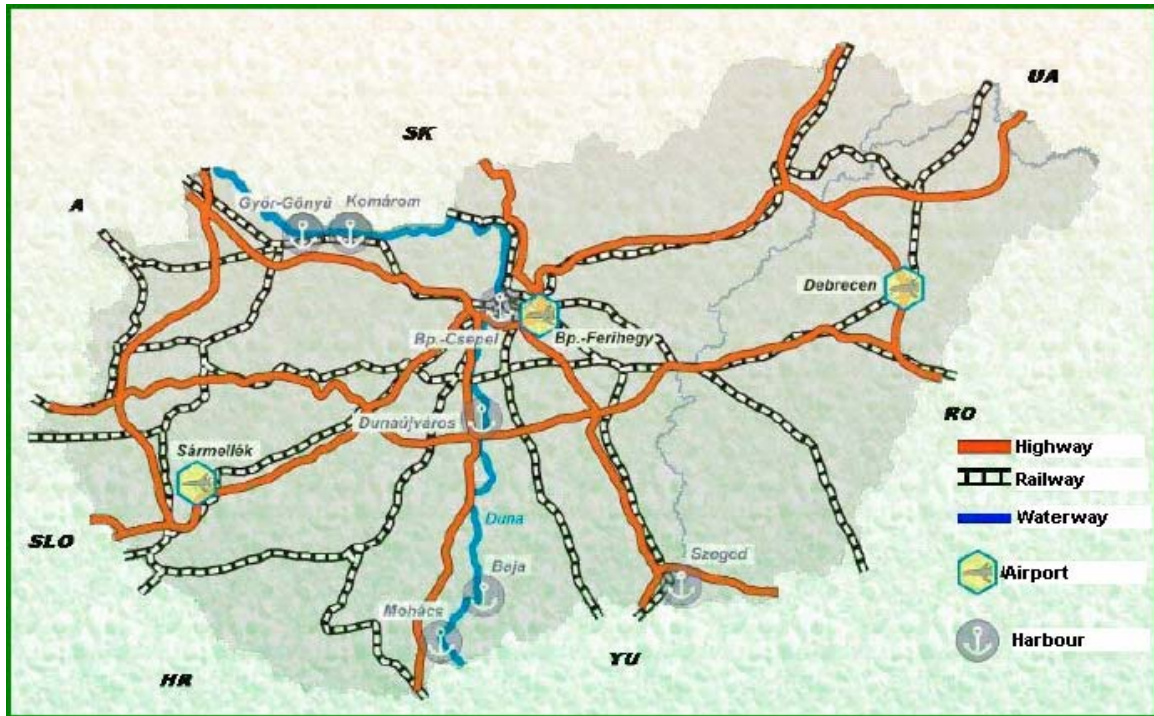 UA
SK
Győr-Gönyű Komárom
A
Debrecen
Bp.-Csepel
Bp.-Ferihegy
RO
Dunaújváros
Highway
Sármellék
Railway
Duna
Waterway
SLO
Szeged
Baja
Airport
Mohács
Harbour
YU
HR